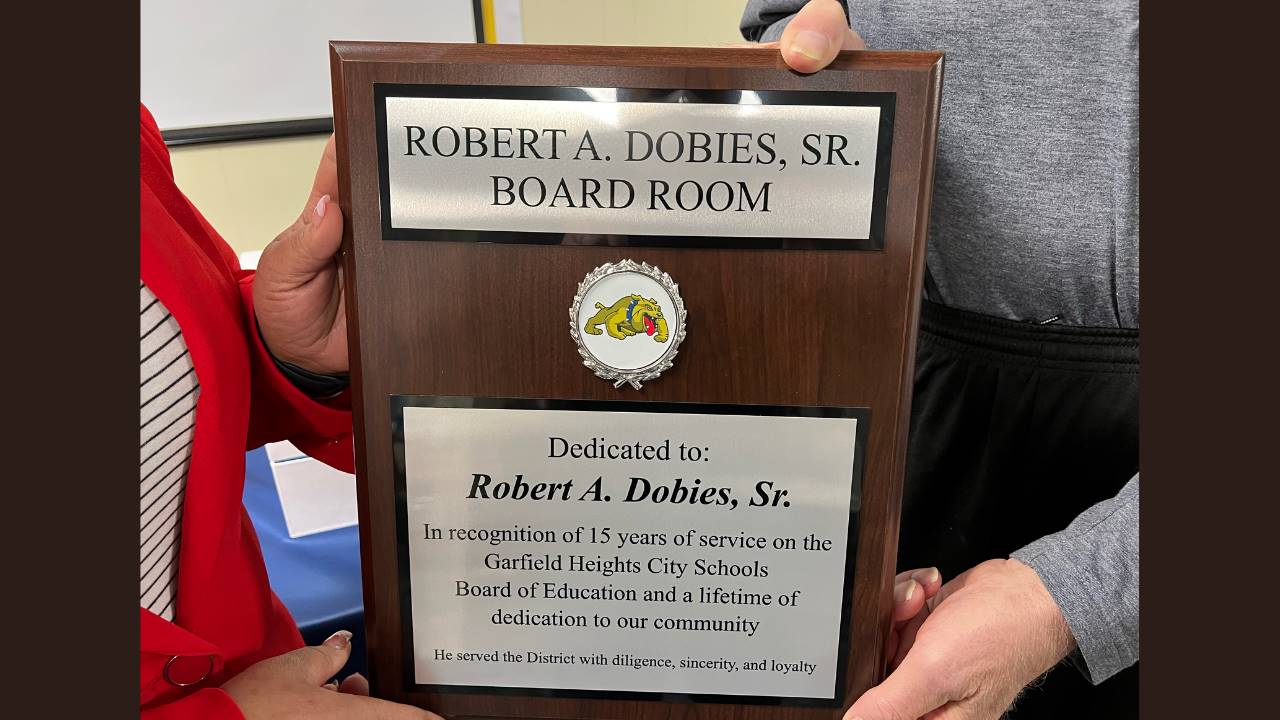 ROBERT A. DOBIES, SR.
BOARD ROOM
Dedicated to:
Robert A. Dobies, Sr.
In recognition of 15 years of service on the
Garfield Heights City Schools
Board of Education and a lifetime of
dedication to our community
He served the District with diligence, sincerity, and loyalty